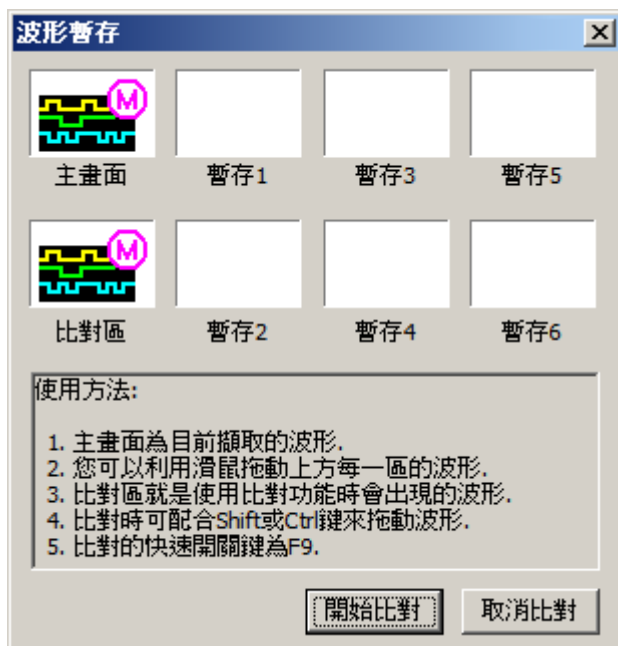 波形暫存
M
主畫面 暫存1 暫存3 暫存5
M
比對區 暫存2 暫存4 暫存6
使用方法:
1. 主畫面為目前擷取的波形.
2. 您可以利用滑鼠拖動上方每一區的波形.
3. 比對區就是使用比對功能時會出現的波形.
4. 比對時可配合Shift或Ctrl鍵來拖動波形.
5. 比對的快速開關鍵為F9.
開始比對 取消比對